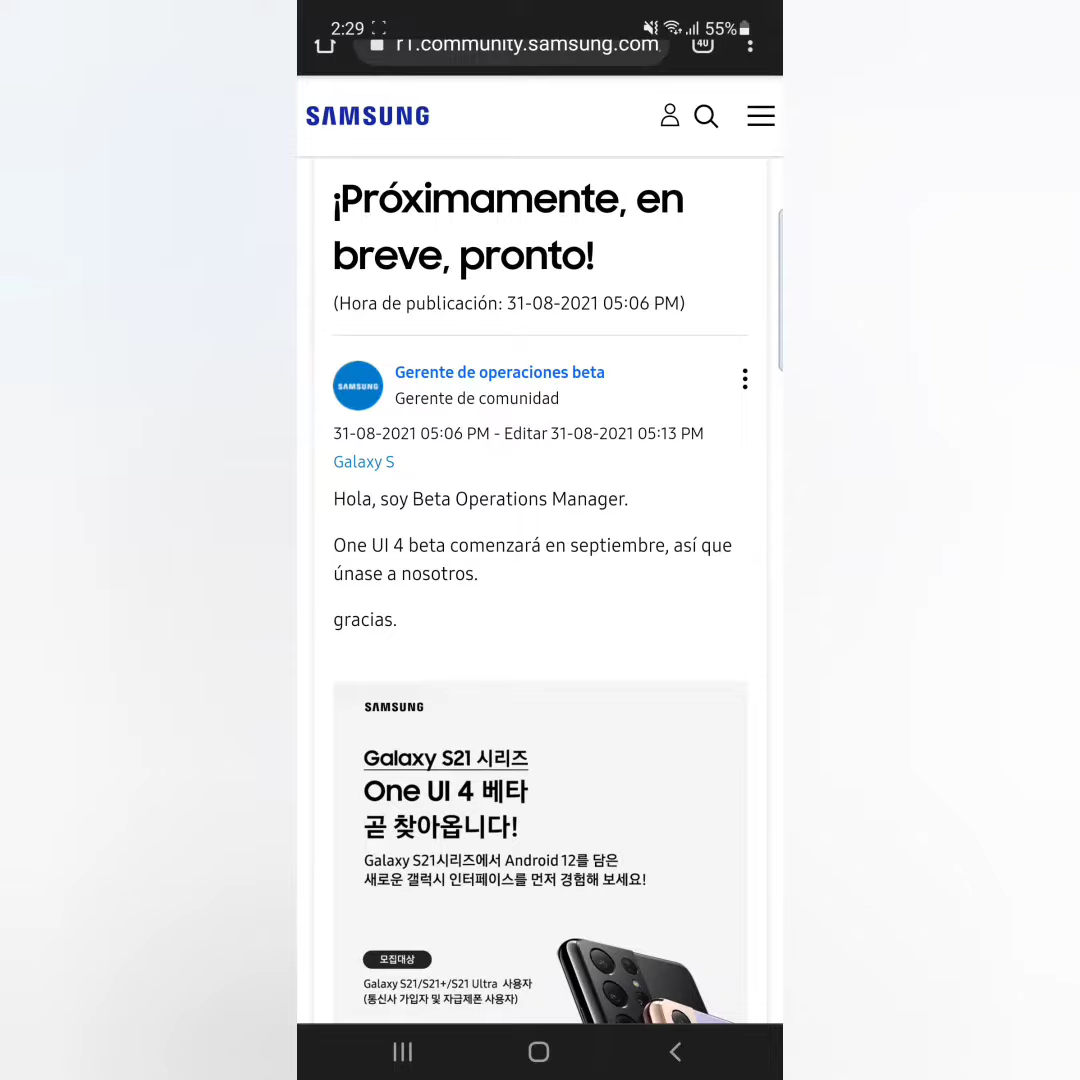 2:29 55%
r1.community.samsung.com 40
SAMSUNG
¡Próximamente, en
breve, pronto!
(Hora de publicación: 31-08-2021 05:06 PM)
SAMSUNG
Gerente de operaciones beta
Gerente de comunidad
31-08-2021 05:06 PM - Editar 31-08-2021 05:13 PM
Galaxy S
Hola, soy Beta Operations Manager.
One UI 4 beta comenzará en septiembre, así que
únase a nosotros.
gracias.
SAMSUNG
Galaxy S21 시리즈
One UI 4 베타
곧 찾아옵니다!
Galaxy S21시리즈에서 Android 12를 담은
새로운 갤럭시 인터페이스를 먼저 경험해 보세요!
모집대상
Galaxy S21/S21+/S21 Ultra 사용자
(통신사 가입자 및 자급제폰 사용자)